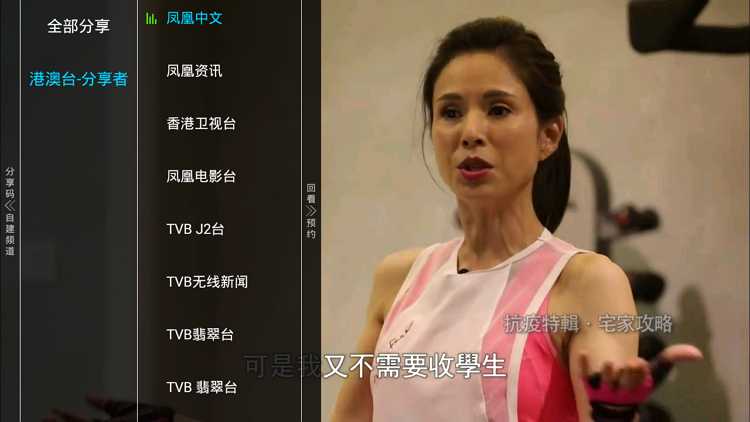 全部分享
港澳台-分享者
凤凰中文
凤凰资讯
香港卫视台
凤凰电影台
TVB J2台
TVB无线新闻
TVB翡翠台
TVB 翡翠台
分享码
自建频道
回看
预约
抗疫特輯·宅家攻略
可是我又不需要收學生